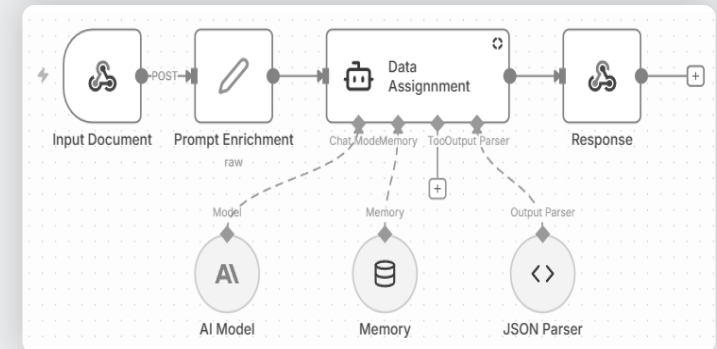 POST
Data
Assignnment
Input Document
Prompt Enrichment
raw
Chat Mode
Memory
Too
Output Parser
Response
Model
Memory
Output Parser
A\
AI Model
Memory
JSON Parser